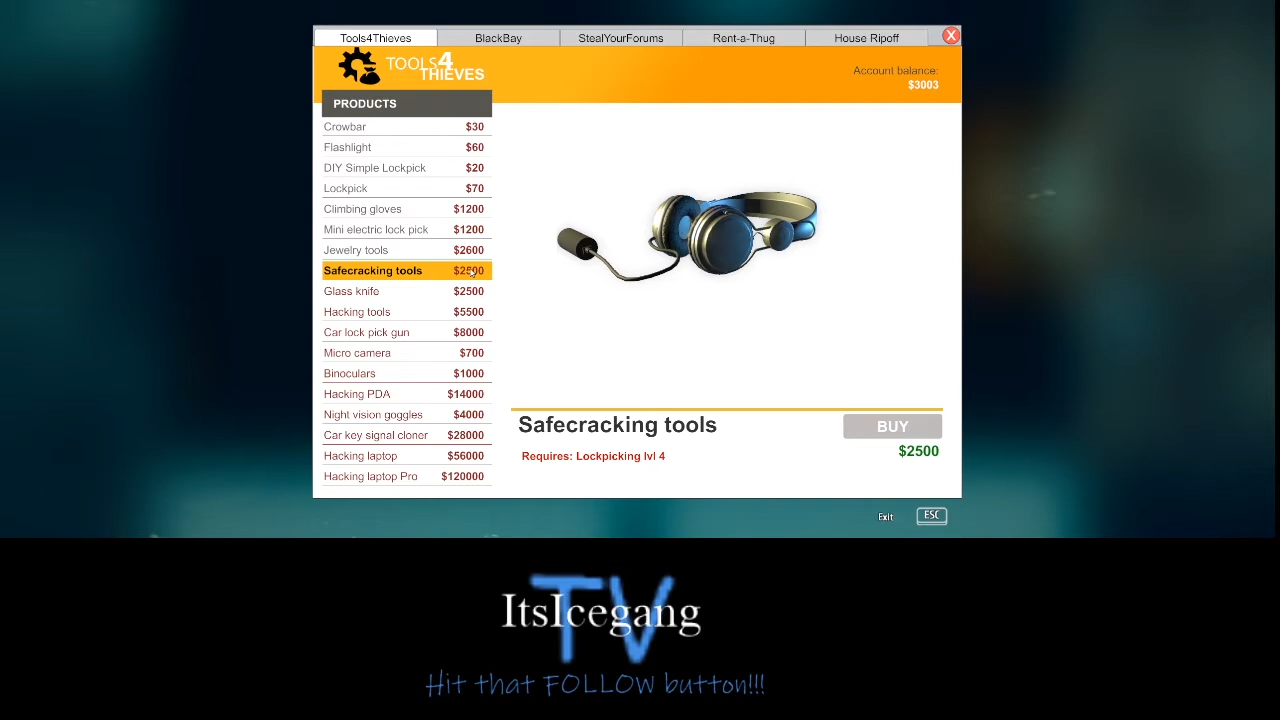 Tools4Thieves BlackBay StealYourForums Rent-a-Thug House Ripoff X
TOOLS4
THIEVES
Account balance:
$3003
PRODUCTS
Crowbar $30
Flashlight $60
DIY Simple Lockpick $20
Lockpick $70
Climbing gloves $1200
Mini electric lock pick $1200
Jewelry tools $2600
Safecracking tools $2500
Glass knife $2500
Hacking tools $5500
Car lock pick gun $8000
Micro camera $700
Binoculars $1000
Hacking PDA $14000
Night vision goggles $4000
Car key signal cloner $28000
Hacking laptop $56000
Hacking laptop Pro $120000
Safecracking tools BUY
Requires: Lockpicking lvl 4 $2500
Exit ESC
TV
ItsIcegang
Hit that FOLLOW button!!!